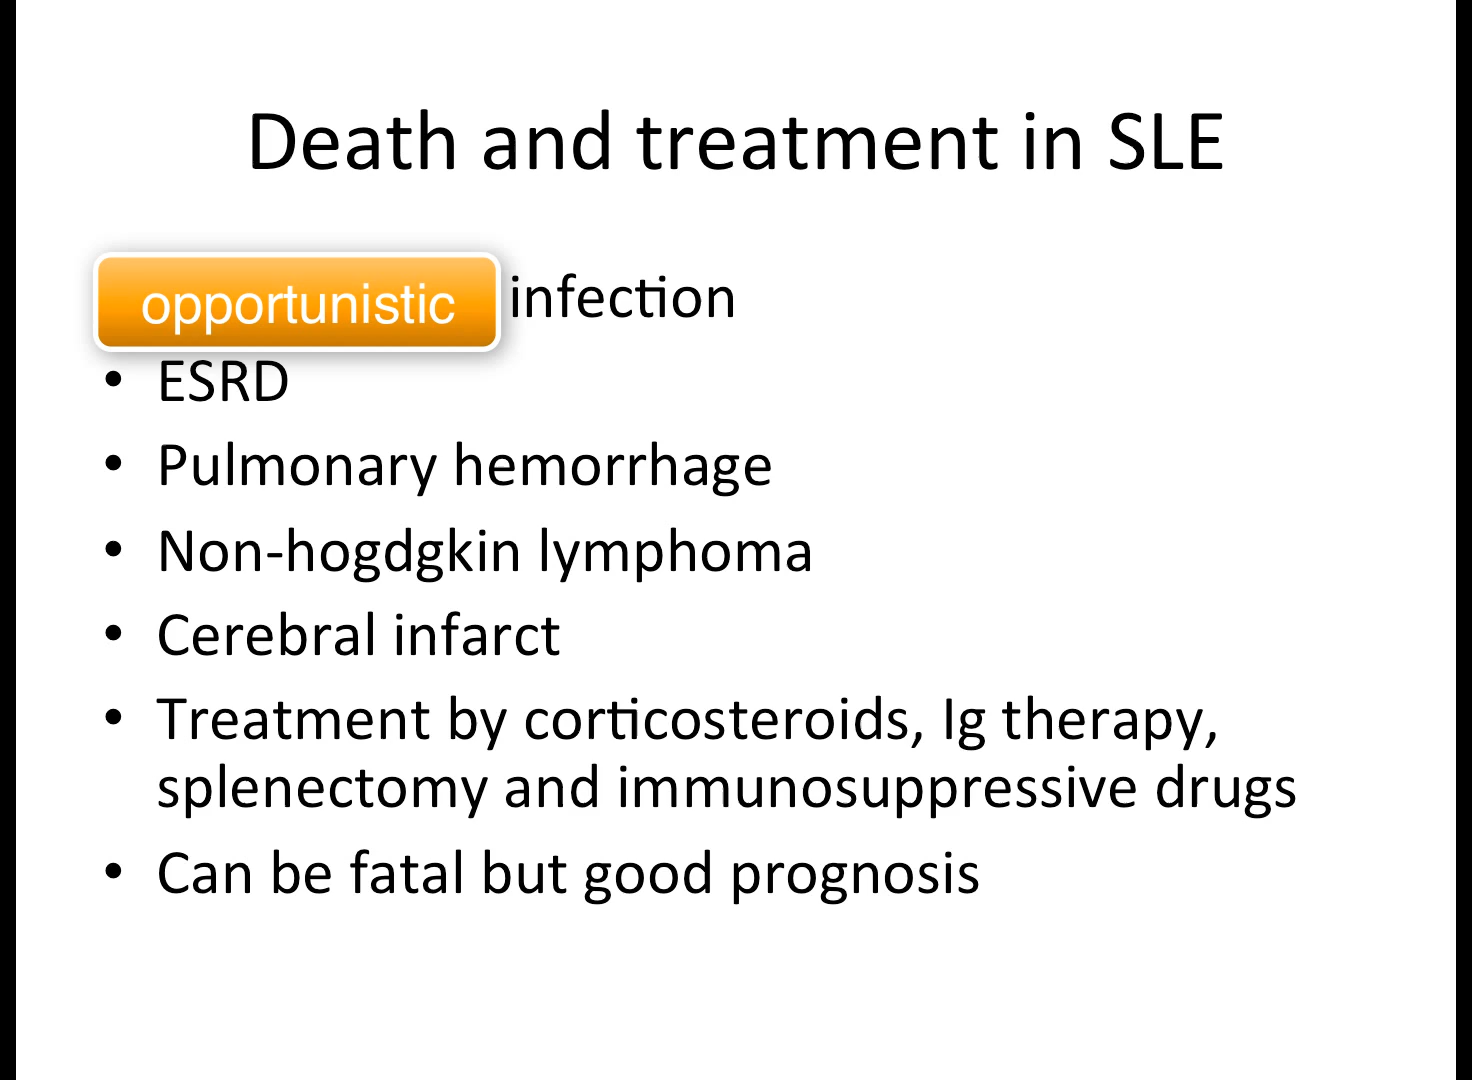 Death and treatment in SLE
opportunistic infection
• ESRD
• Pulmonary hemorrhage
• Non-hogdgkin lymphoma
• Cerebral infarct
• Treatment by corticosteroids, Ig therapy,
splenectomy and immunosuppressive drugs
• Can be fatal but good prognosis